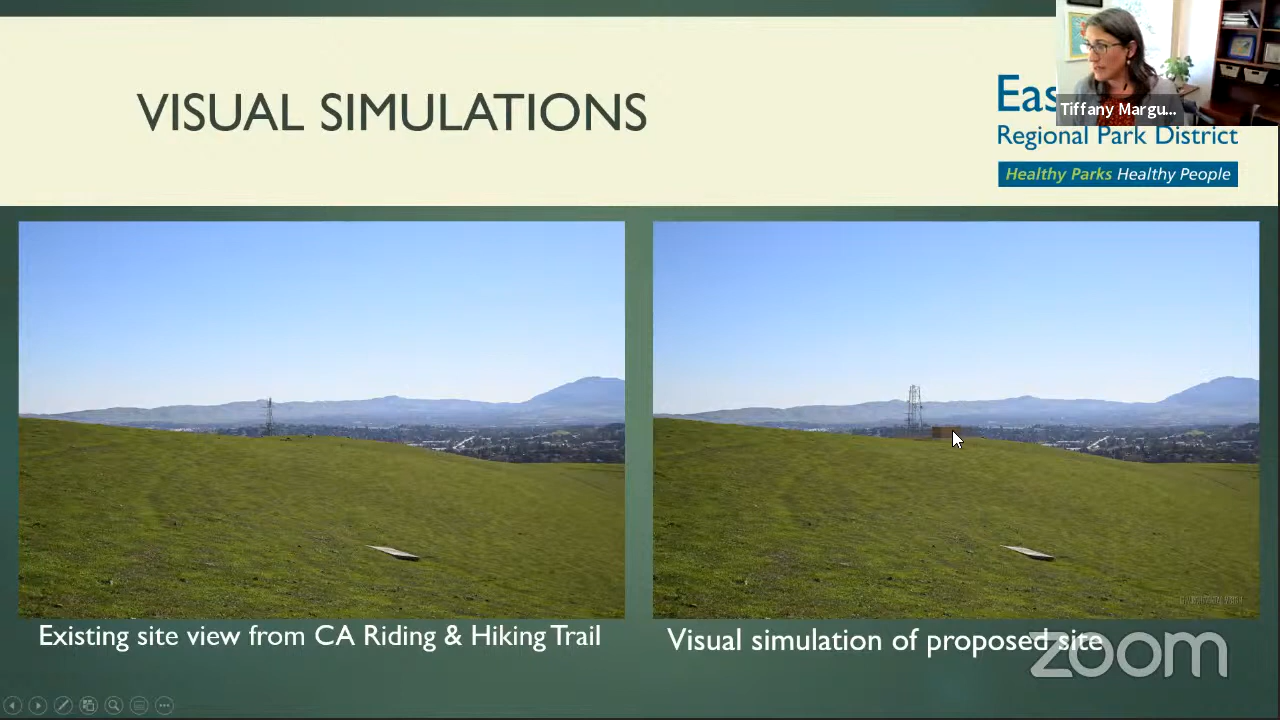 VISUAL SIMULATIONS
Eas
Tiffany Margu...
Regional Park District
Healthy Parks Healthy People
Existing site view from CA Riding & Hiking Trail
Visual simulation of proposed site
zoom